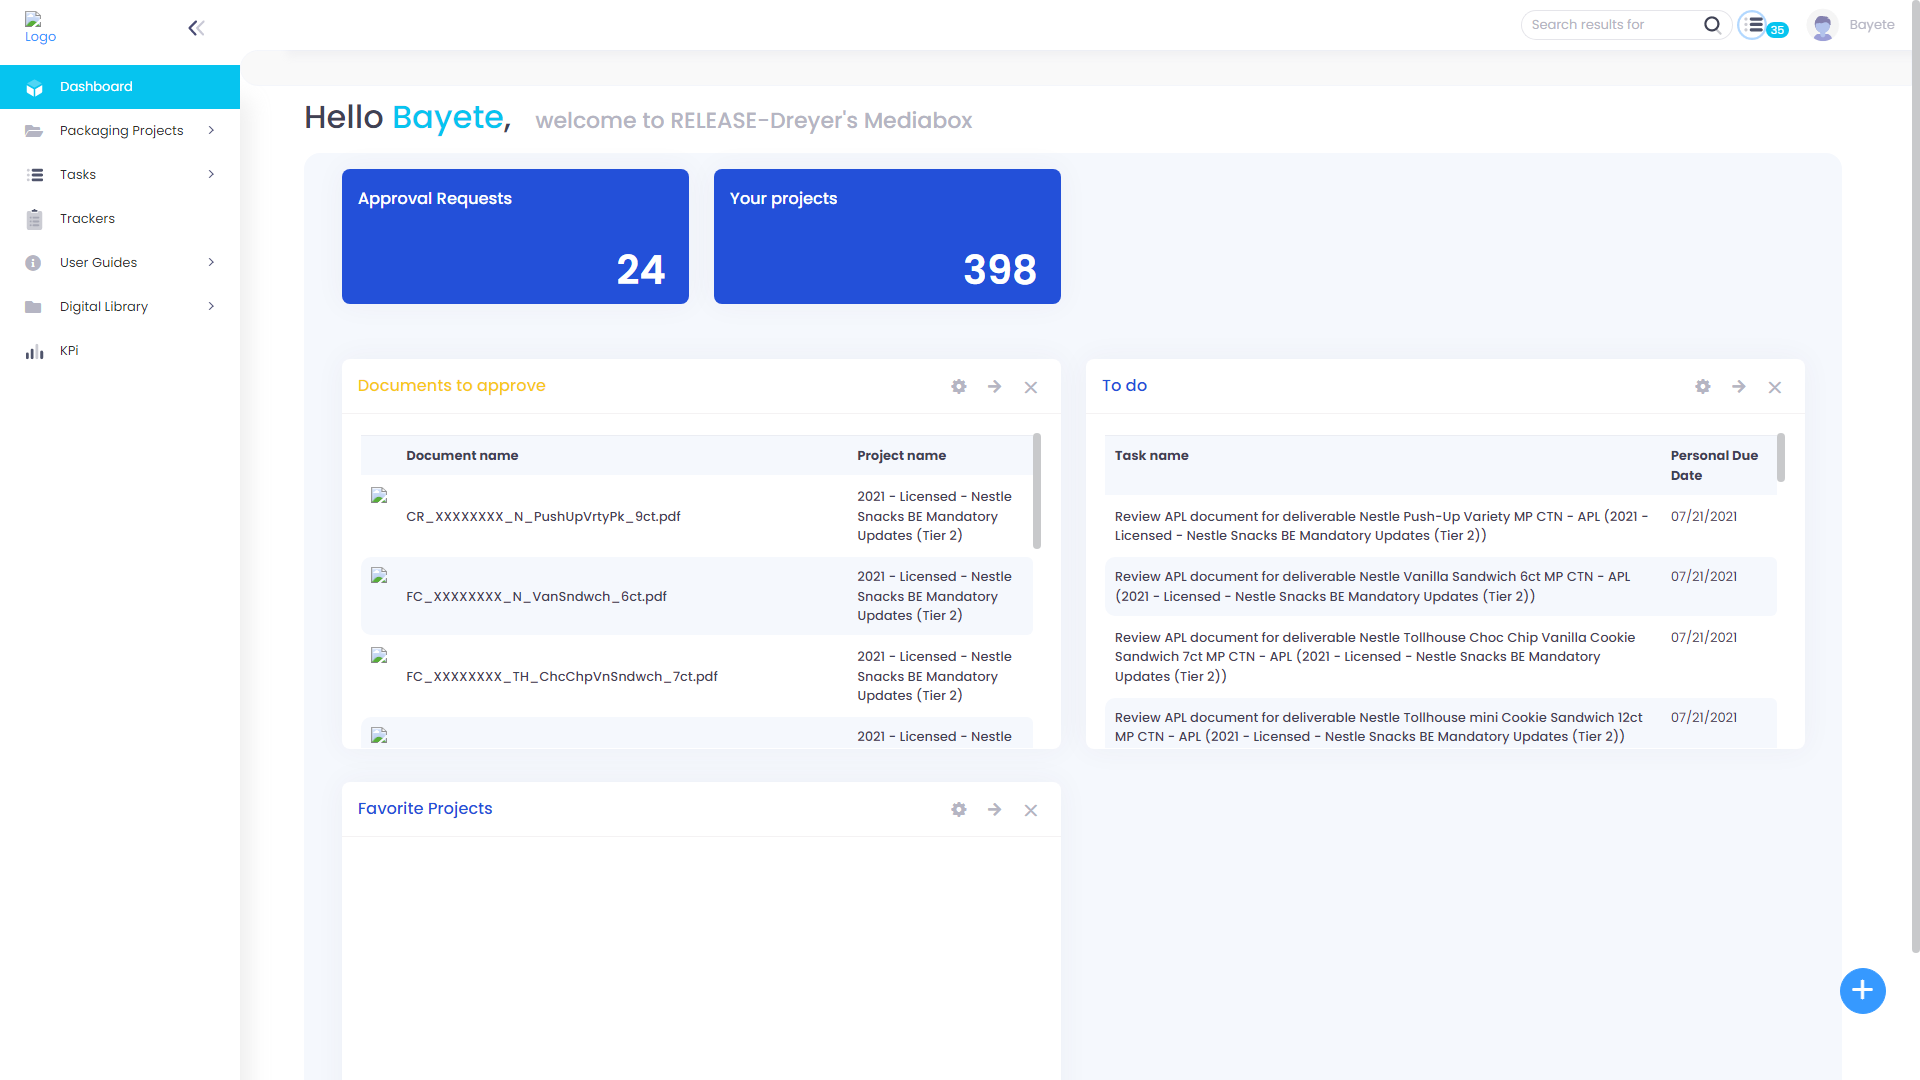 Logo
Search results for
35
Bayete
Dashboard
Packaging Projects
Tasks
Trackers
User Guides
Digital Library
KPi
Hello Bayete, welcome to RELEASE-Dreyer's Mediabox
Approval Requests
24
Your projects
398
Documents to approve
Document name
Project name
CR_XXXXXXXX_N_PushUpVrtyPk_9ct.pdf
2021 - Licensed - Nestle
Snacks BE Mandatory
Updates (Tier 2)
FC_XXXXXXXX_N_VanSndwch_6ct.pdf
2021 - Licensed - Nestle
Snacks BE Mandatory
Updates (Tier 2)
FC_XXXXXXXX_TH_ChcChpVnSndwch_7ct.pdf
2021 - Licensed - Nestle
Snacks BE Mandatory
Updates (Tier 2)
2021 - Licensed - Nestle
To do
Task name
Personal Due
Date
Review APL document for deliverable Nestle Push-Up Variety MP CTN - APL (2021 -
Licensed - Nestle Snacks BE Mandatory Updates (Tier 2))
07/21/2021
Review APL document for deliverable Nestle Vanilla Sandwich 6ct MP CTN - APL
(2021 - Licensed - Nestle Snacks BE Mandatory Updates (Tier 2))
07/21/2021
Review APL document for deliverable Nestle Tollhouse Choc Chip Vanilla Cookie
Sandwich 7ct MP CTN - APL (2021 - Licensed - Nestle Snacks BE Mandatory
Updates (Tier 2))
07/21/2021
Review APL document for deliverable Nestle Tollhouse mini Cookie Sandwich 12ct
MP CTN - APL (2021 - Licensed - Nestle Snacks BE Mandatory Updates (Tier 2))
07/21/2021
Favorite Projects